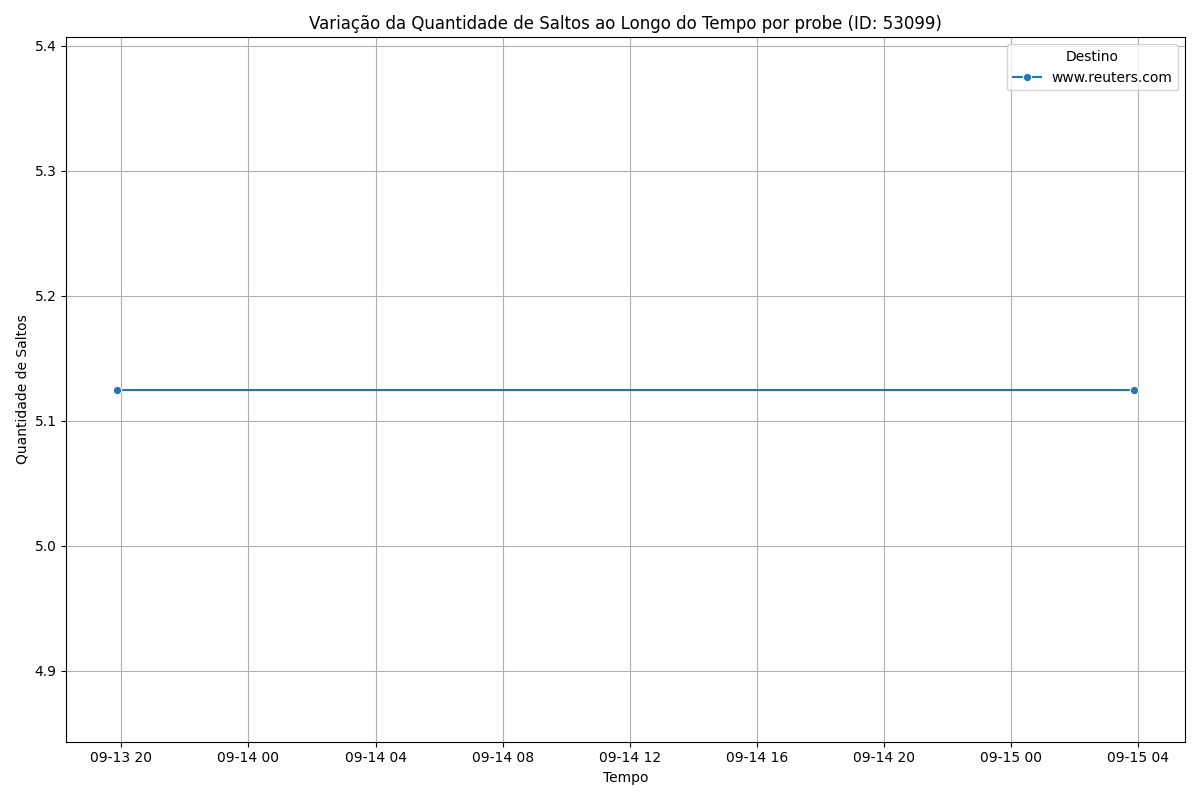 Variação da Quantidade de Saltos ao Longo do Tempo por probe (ID: 53099)
Destino
www.reuters.com
Quantidade de Saltos
5.4
5.3
5.2
5.1
5.0
4.9
09-13 20 09-14 00 09-14 04 09-14 08 09-14 12 09-14 16 09-14 20 09-15 00 09-15 04
Tempo